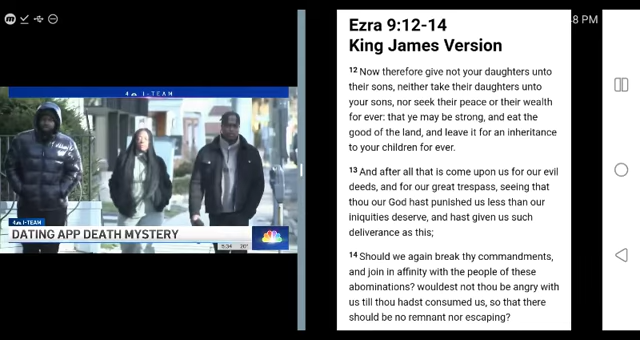 4 I-TEAM
4 I-TEAM
DATING APP DEATH MYSTERY
5:34 20°
8 PM
Ezra 9:12-14
King James Version
12 Now therefore give not your daughters unto
their sons, neither take their daughters unto
your sons, nor seek their peace or their wealth
for ever: that ye may be strong, and eat the
good of the land, and leave it for an inheritance
to your children for ever.
13 And after all that is come upon us for our evil
deeds, and for our great trespass, seeing that
thou our God hast punished us less than our
iniquities deserve, and hast given us such
deliverance as this;
14 Should we again break thy commandments,
and join in affinity with the people of these
abominations? wouldest not thou be angry with
us till thou hadst consumed us, so that there
should be no remnant nor escaping?